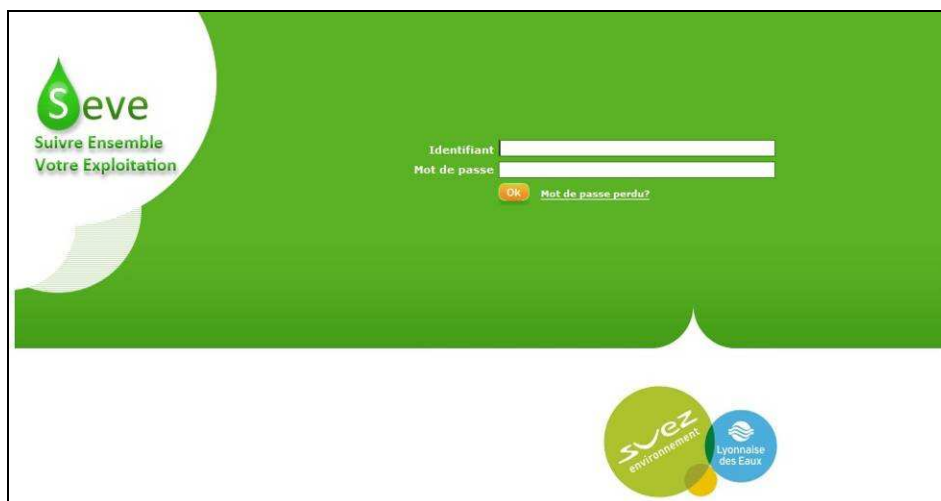 Seve
Suivre Ensemble
Votre Exploitation
Identifiant
Mot de passe
Ok Mot de passe perdu?
suez
environnement
Lyonnaise
des Eaux